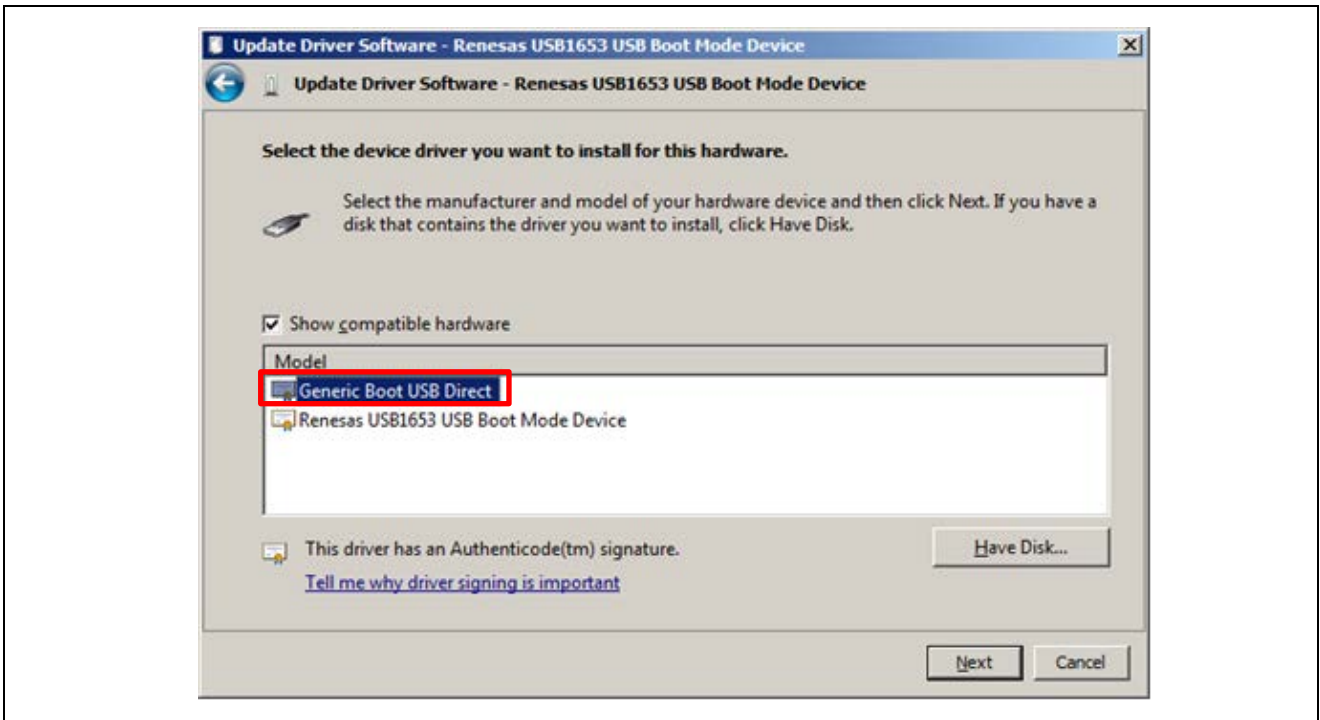 Update Driver Software - Renesas USB1653 USB Boot Mode Device
Update Driver Software - Renesas USB1653 USB Boot Mode Device
Select the device driver you want to install for this hardware.
Select the manufacturer and model of your hardware device and then click Next. If you have a
disk that contains the driver you want to install, click Have Disk.
Show compatible hardware
Model
Generic Boot USB Direct
Renesas USB1653 USB Boot Mode Device
This driver has an Authenticode(tm) signature.
Have Disk...
Tell me why driver signing is important
Next
Cancel